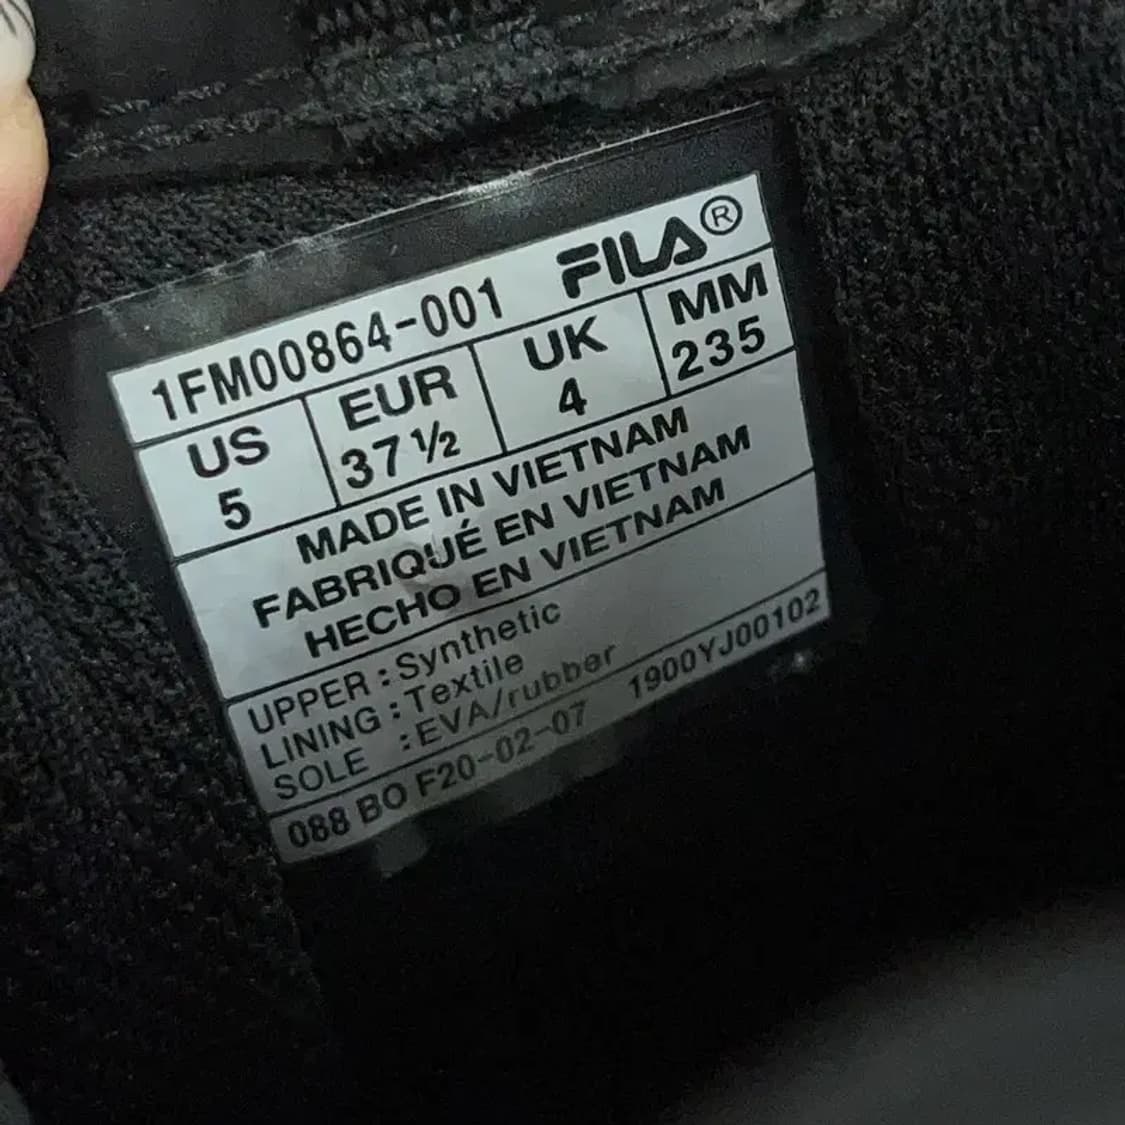 1FM00864-001 FILA®
US EUR UK MM
5 37 ½ 4 235
MADE IN VIETNAM
FABRIQUÉ EN VIETNAM
HECHO EN VIETNAM
UPPER : Synthetic
LINING : Textile
SOLE : EVA/rubber
088 BO F20-02-07 1900YJ00102